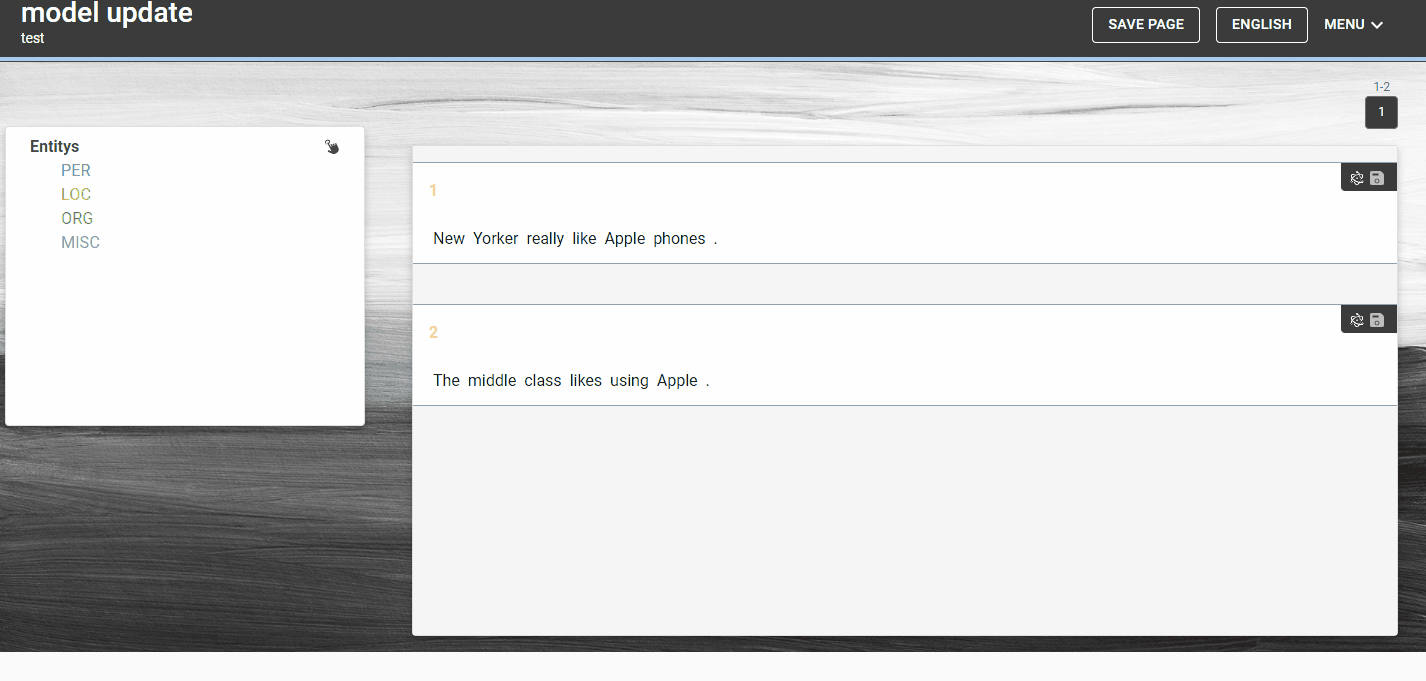 model update
test
SAVE PAGE
ENGLISH
MENU
1-2
1
Entitys
PER
LOC
ORG
MISC
1
New Yorker really like Apple phones .
2
The middle class likes using Apple .